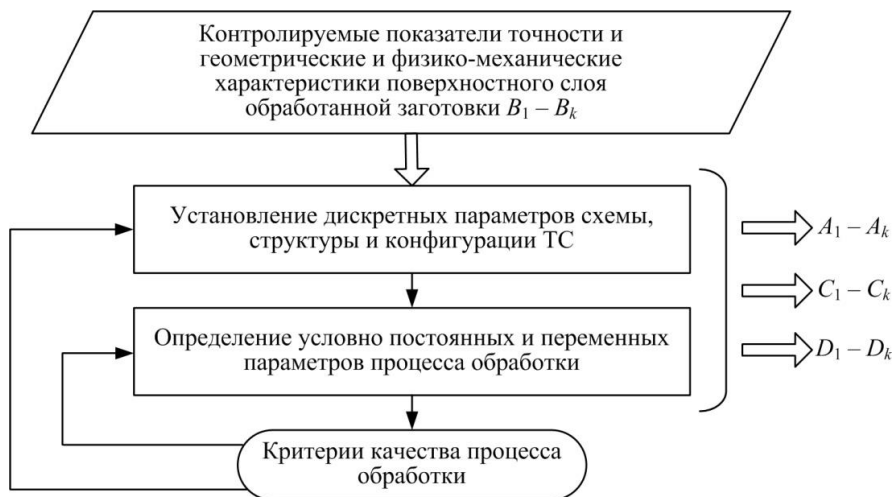 Контролируемые показатели точности и
геометрические и физико-механические
характеристики поверхностного слоя
обработанной заготовки B₁ – Bₖ
Установление дискретных параметров схемы,
структуры и конфигурации ТС
A₁ – Aₖ
C₁ – Cₖ
Определение условно постоянных и переменных
параметров процесса обработки
D₁ – Dₖ
Критерии качества процесса
обработки